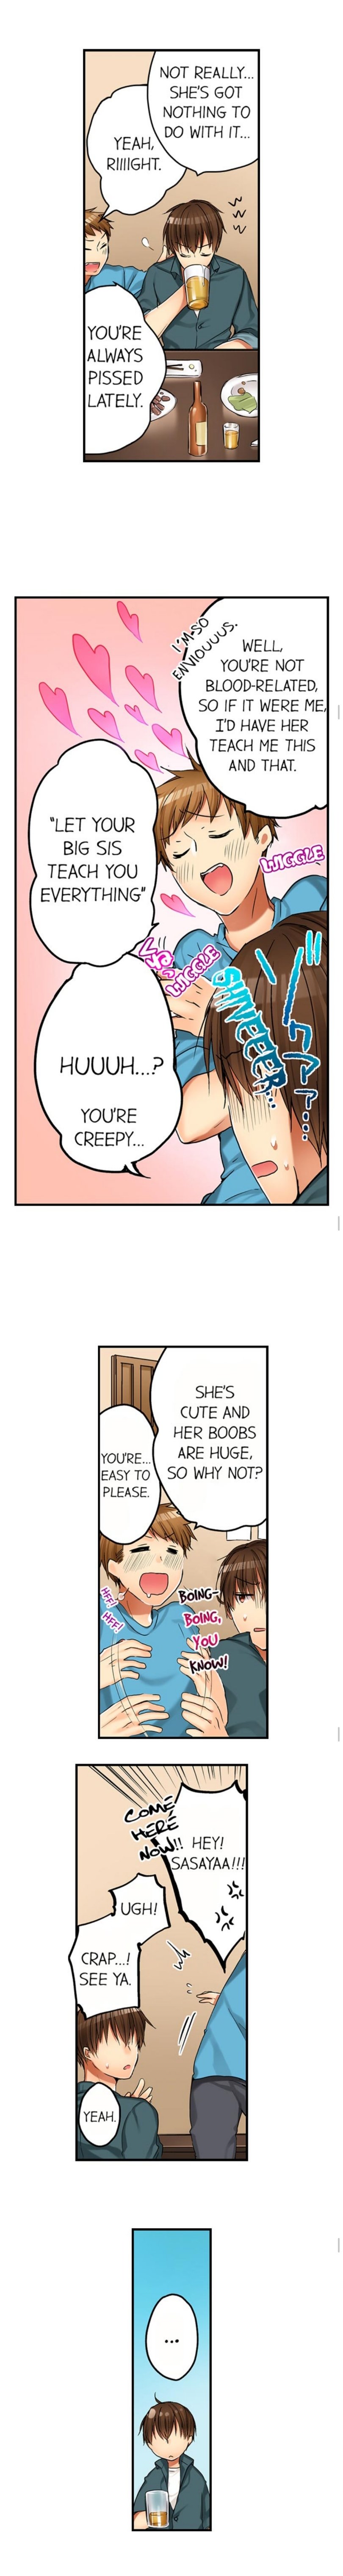 NOT REALLY...
SHE'S GOT
NOTHING TO
DO WITH IT...
YEAH,
RIIIIGHT.
YOU'RE
ALWAYS
PISSED
LATELY.
I'M SO
ENVIOUUUS.
WELL,
YOU'RE NOT
BLOOD-RELATED,
SO IF IT WERE ME,
I'D HAVE HER
TEACH ME THIS
AND THAT.
"LET YOUR
BIG SIS
TEACH YOU
EVERYTHING"
WIGGLE
WIGGLE
SINEEER...
HUUUH...?
YOU'RE
CREEPY...
SHE'S
CUTE AND
HER BOOBS
ARE HUGE,
SO WHY NOT?
YOU'RE...
EASY TO
PLEASE.
HFF!
HFF!
BOING-
BOING,
YOU
KNOW!
COME
HERE
NOW!!
HEY!
SASAYAA!!!
UGH!
CRAP...!
SEE YA.
YEAH.
...